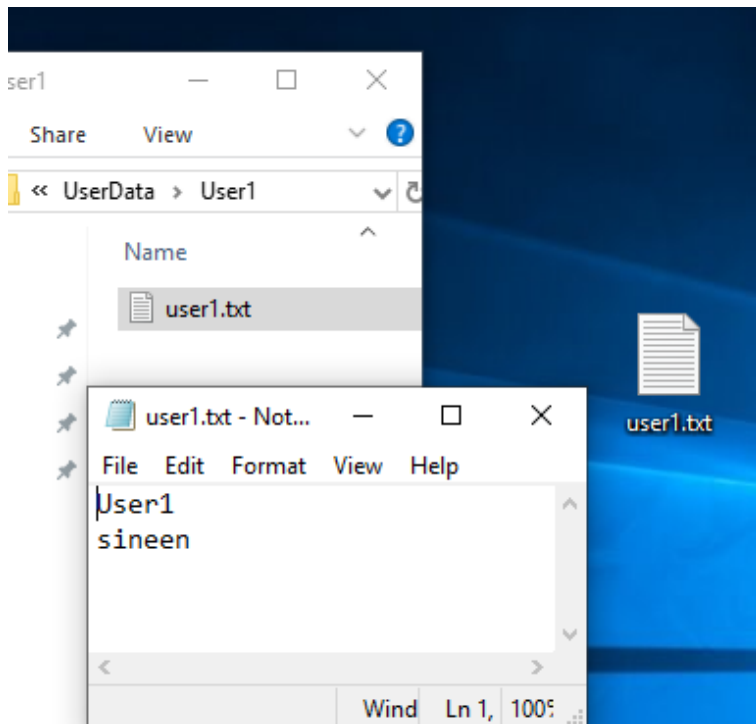 ser1
Share View
« UserData > User1
Name
user1.txt
user1.txt
user1.txt - Not...
File Edit Format View Help
User1
sineen
Wind Ln 1, 100%